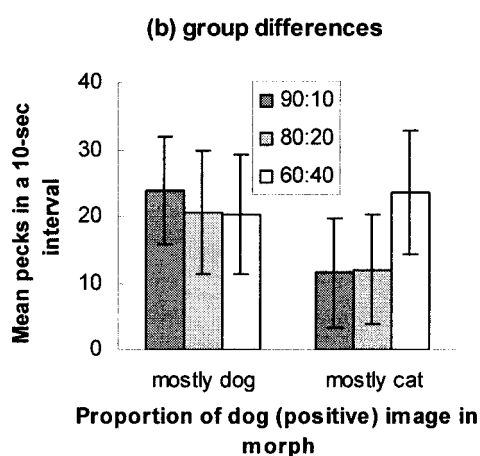 (b) group differences
40
30
20
10
0
Mean pecks in a 10-sec
interval
90:10
80:20
60:40
mostly dog
mostly cat
Proportion of dog (positive) image in
morph